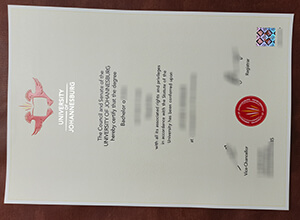 UNIVERSITY
OF
JOHANNESBURG
The Council and Senate of the
UNIVERSITY OF JOHANNESBURG
hereby certify that the degree
Bachelor o
with all its associated rights and privileges
in accordance with the Statute of the
University has been conferred upon
at
Registrar
Vice-Chancellor